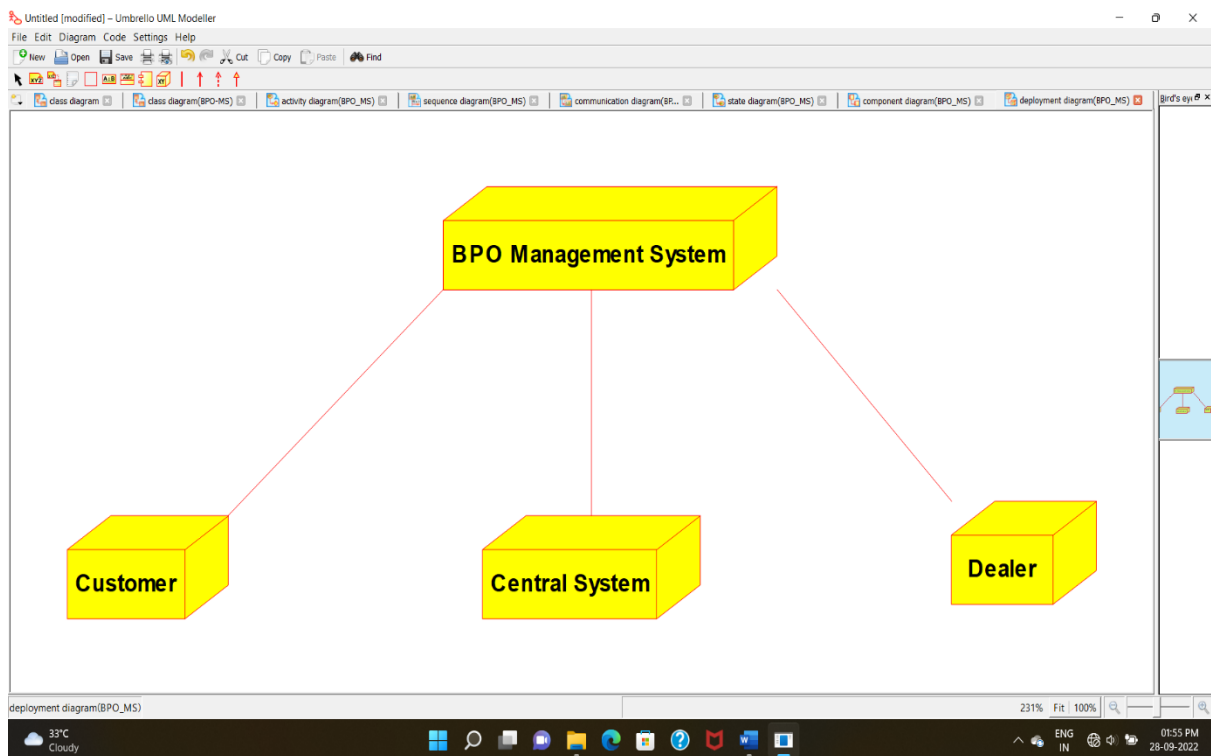 Untitled [modified] – Umbrello UML Modeller
File Edit Diagram Code Settings Help
New Open Save Cut Copy Paste Find
class diagram class diagram(BPO-MS) activity diagram(BPO_MS) sequence diagram(BPO_MS) communication diagram(BP... state diagram(BPO_MS) component diagram(BPO_MS) deployment diagram(BPO_MS) Bird's eye
BPO Management System
Customer Central System Dealer
deployment diagram(BPO_MS) 231% Fit 100%
33°C
Cloudy
ENG
IN
01:55 PM
28-09-2022